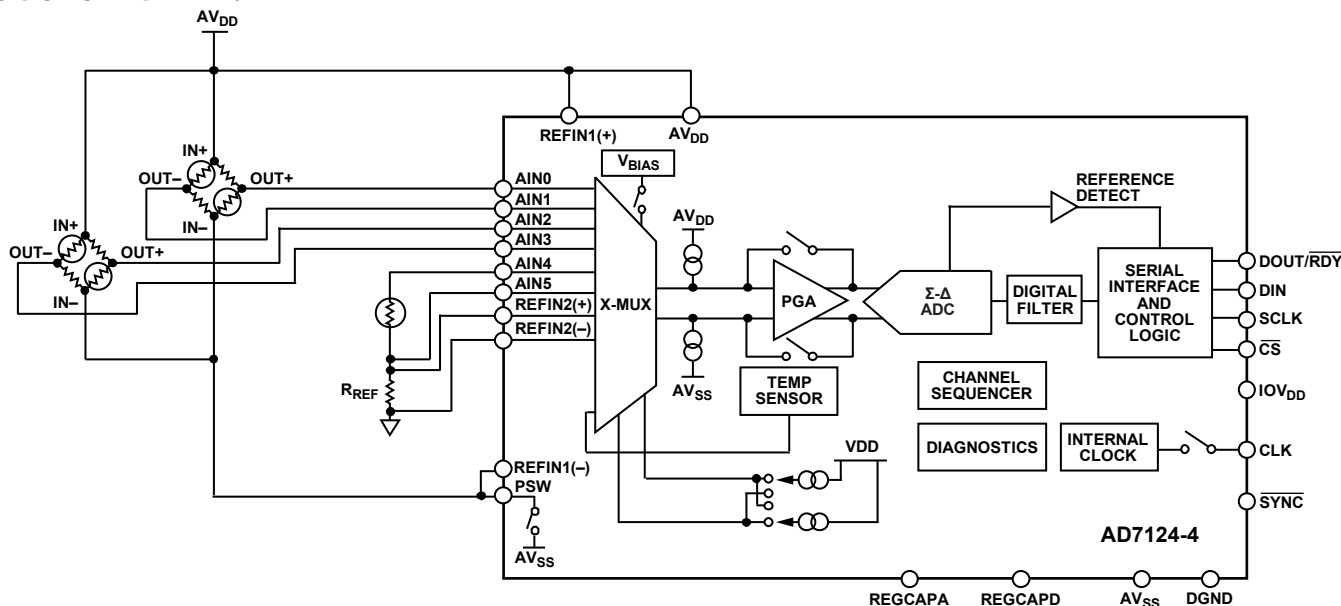 AVDD
REFIN1(+)
AVDD
IN+
OUT–
OUT+
IN–
IN+
OUT–
OUT+
IN–
RREF
AIN0
AIN1
AIN2
AIN3
AIN4
AIN5
REFIN2(+)
REFIN2(–)
REFIN1(–)
PSW
AVSS
VBIAS
X-MUX
AVDD
AVSS
PGA
Σ-Δ
ADC
REFERENCE
DETECT
DIGITAL
FILTER
SERIAL
INTERFACE
AND
CONTROL
LOGIC
TEMP
SENSOR
CHANNEL
SEQUENCER
DIAGNOSTICS
INTERNAL
CLOCK
VDD
DOUT/RDY
DIN
SCLK
CS
IOVDD
CLK
SYNC
AD7124-4
REGCAPA
REGCAPD
AVSS
DGND